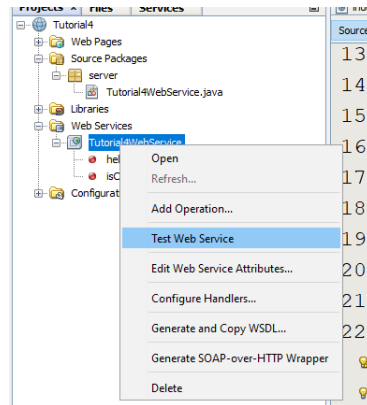 Projects × Files Services
Tutorial4
Web Pages
Source Packages
server
Tutorial4WebService.java
Libraries
Web Services
Tutorial4WebService
hel
isC
Configurat
Open
Refresh...
Add Operation...
Test Web Service
Edit Web Service Attributes...
Configure Handlers...
Generate and Copy WSDL...
Generate SOAP-over-HTTP Wrapper
Delete
Source
13
14
15
16
17
18
19
20
21
22